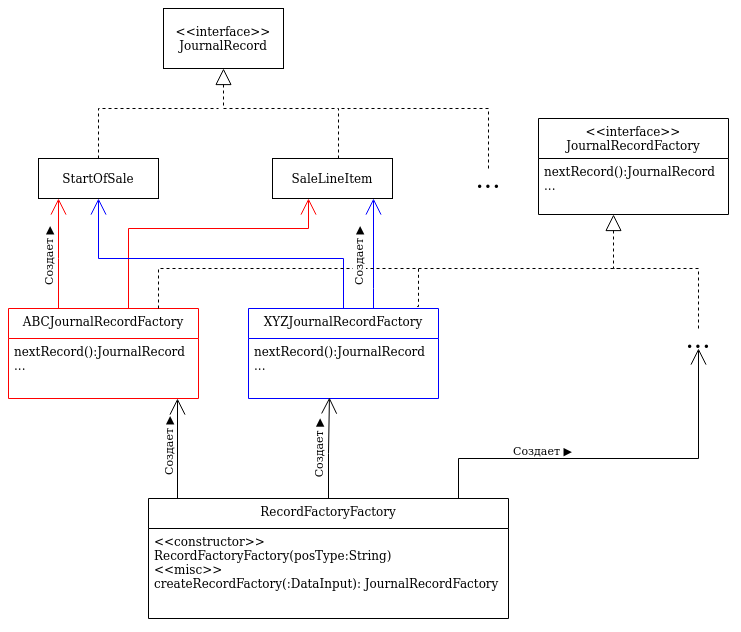 <<interface>>
JournalRecord
<<interface>>
JournalRecordFactory
nextRecord():JournalRecord
...
StartOfSale
SaleLineItem
...
Создает ▶
Создает ▶
ABCJournalRecordFactory
nextRecord():JournalRecord
...
XYZJournalRecordFactory
nextRecord():JournalRecord
...
...
Создает ▶
Создает ▶
Создает ▶
RecordFactoryFactory
<<constructor>>
RecordFactoryFactory(posType:String)
<<misc>>
createRecordFactory(:DataInput): JournalRecordFactory